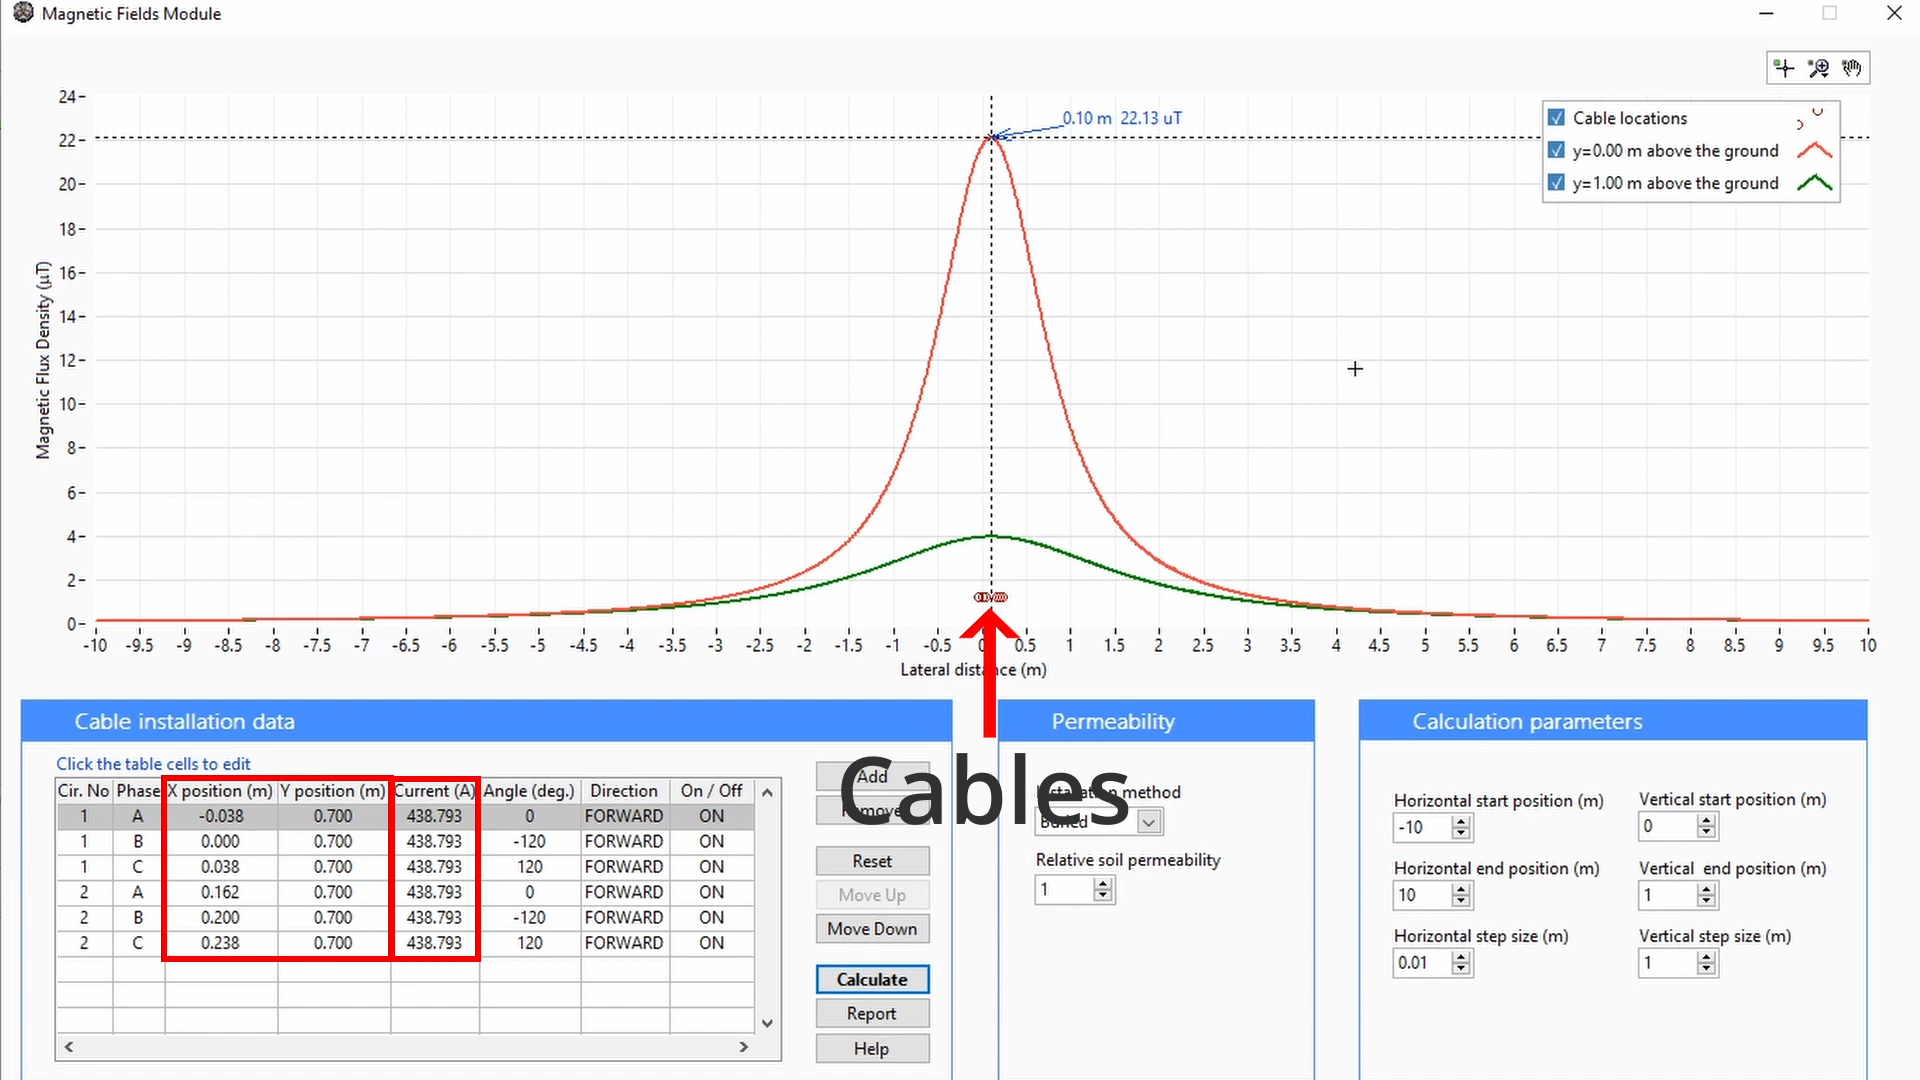 Magnetic Fields Module
0.10 m 22.13 uT
Cable locations
y=0.00 m above the ground
y=1.00 m above the ground
Magnetic Flux Density (µT)
24
22
20
18
16
14
12
10
8
6
4
2
0
-10 -9.5 -9 -8.5 -8 -7.5 -7 -6.5 -6 -5.5 -5 -4.5 -4 -3.5 -3 -2.5 -2 -1.5 -1 -0.5 0.5 1 1.5 2 2.5 3 3.5 4 4.5 5 5.5 6 6.5 7 7.5 8 8.5 9 9.5 10
Lateral distance (m)
Cables
Cable installation data
Click the table cells to edit
Cir. No Phase X position (m) Y position (m) Current (A) Angle (deg.) Direction On / Off
1 A -0.038 0.700 438.793 0 FORWARD ON
1 B 0.000 0.700 438.793 -120 FORWARD ON
1 C 0.038 0.700 438.793 120 FORWARD ON
2 A 0.162 0.700 438.793 0 FORWARD ON
2 B 0.200 0.700 438.793 -120 FORWARD ON
2 C 0.238 0.700 438.793 120 FORWARD ON
Add
Remove
Reset
Move Up
Move Down
Calculate
Report
Help
Permeability
Installation method
Buried
Relative soil permeability
1
Calculation parameters
Horizontal start position (m) Vertical start position (m)
-10 0
Horizontal end position (m) Vertical end position (m)
10 1
Horizontal step size (m) Vertical step size (m)
0.01 1